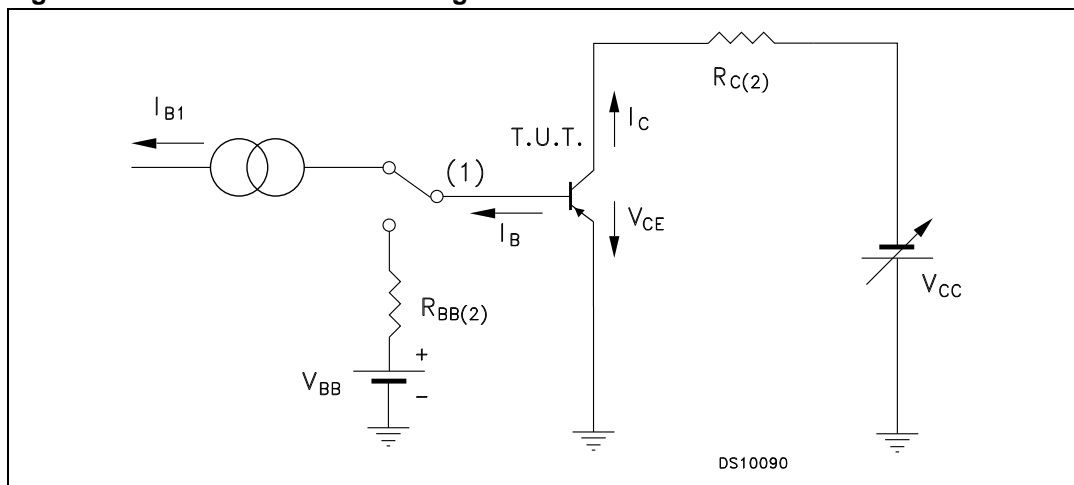 I_B1
R_C(2)
I_C
T.U.T.
(1)
V_CE
I_B
V_CC
R_BB(2)
+
V_BB
-
DS10090